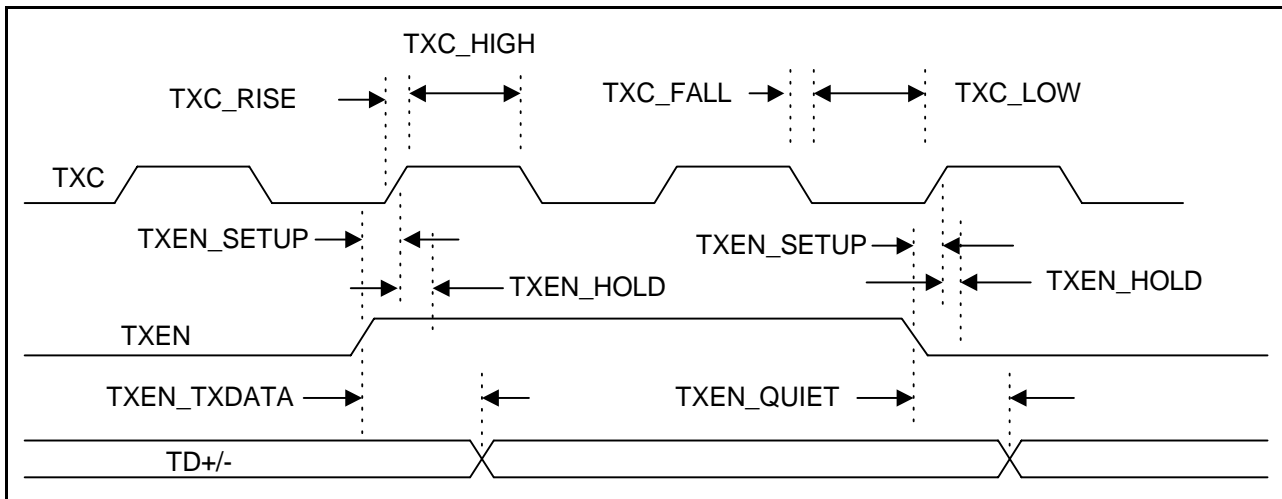 TXC_HIGH
TXC_RISE
TXC_FALL
TXC_LOW
TXC
TXEN_SETUP
TXEN_SETUP
TXEN_HOLD
TXEN_HOLD
TXEN
TXEN_TXDATA
TXEN_QUIET
TD+/-